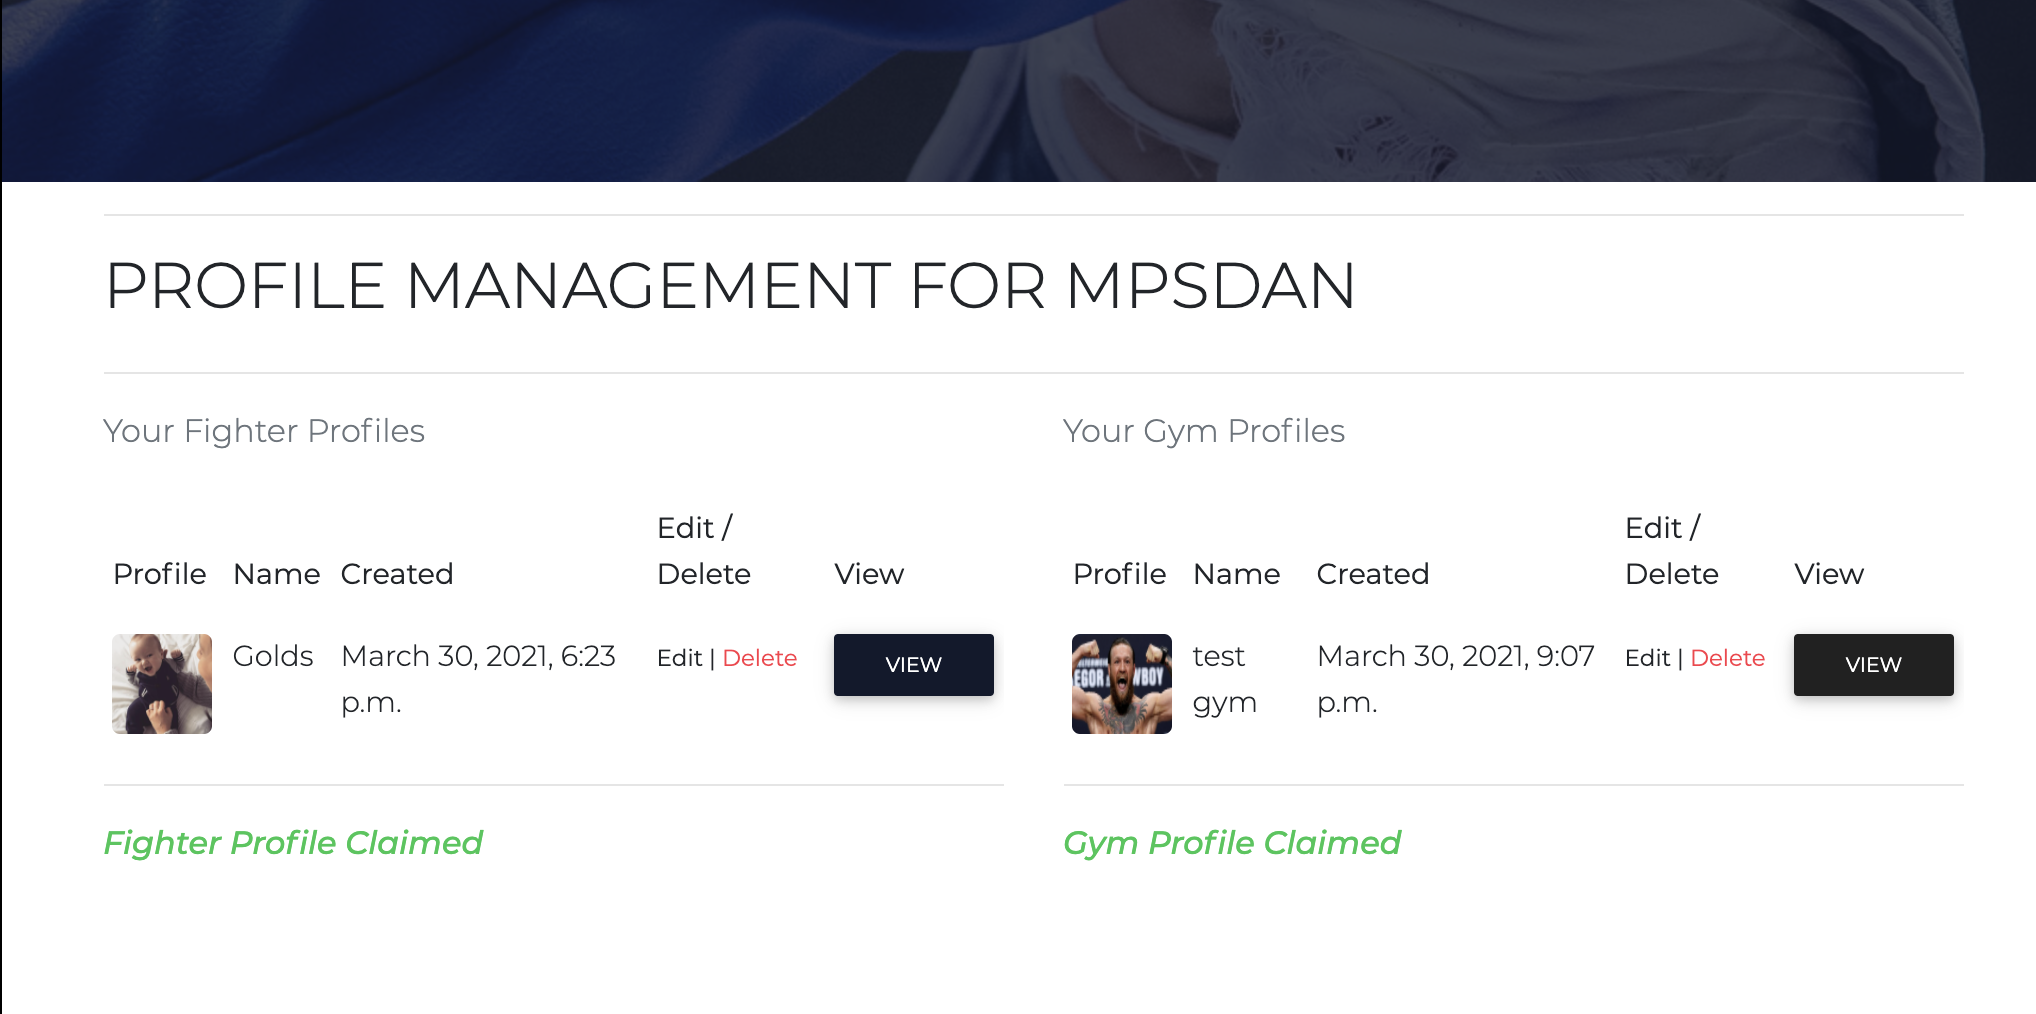 PROFILE MANAGEMENT FOR MPSDAN
Your Fighter Profiles
Profile Name Created Edit / Delete View
Golds March 30, 2021, 6:23 p.m. Edit | Delete VIEW
Fighter Profile Claimed
Your Gym Profiles
Profile Name Created Edit / Delete View
EGOR WBOY
test gym March 30, 2021, 9:07 p.m. Edit | Delete VIEW
Gym Profile Claimed